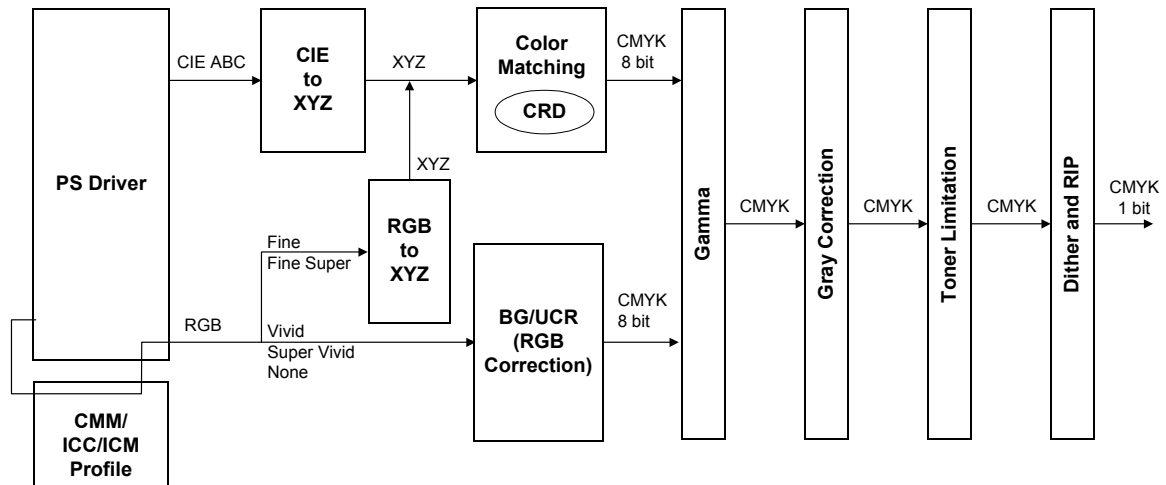 CIE ABC
CIE
to
XYZ
XYZ
Color
Matching
CRD
CMYK
8 bit
PS Driver
XYZ
RGB
to
XYZ
Fine
Fine Super
RGB
Vivid
Super Vivid
None
BG/UCR
(RGB
Correction)
CMYK
8 bit
Gamma
CMYK
Gray Correction
CMYK
Toner Limitation
CMYK
Dither and RIP
CMYK
1 bit
CMM/
ICC/ICM
Profile